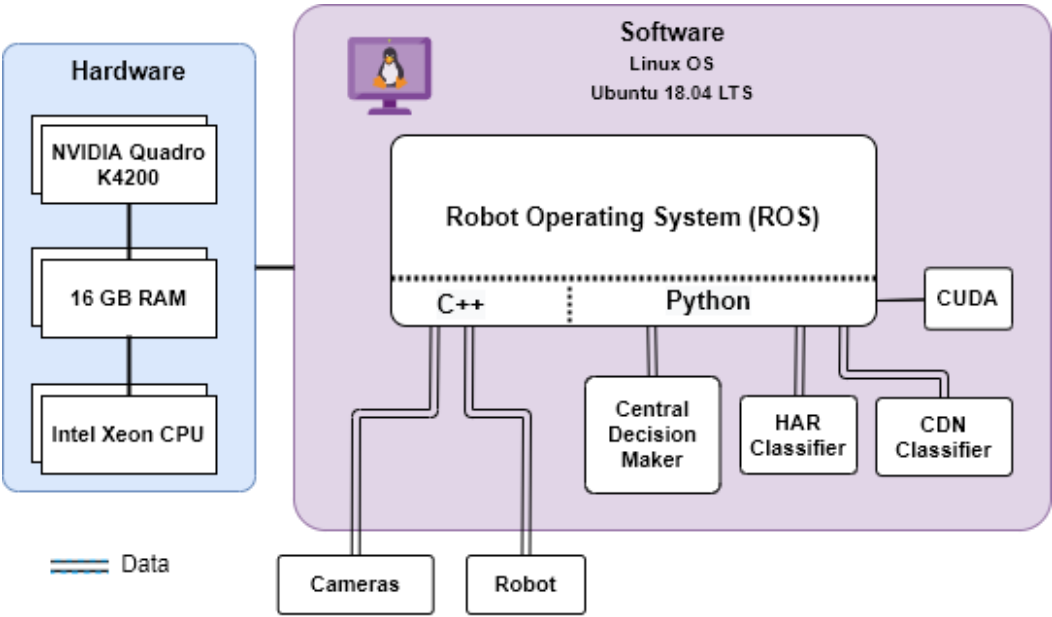 Hardware
NVIDIA Quadro
K4200
16 GB RAM
Intel Xeon CPU
Software
Linux OS
Ubuntu 18.04 LTS
Robot Operating System (ROS)
C++
Python
CUDA
Central
Decision
Maker
HAR
Classifier
CDN
Classifier
Data
Cameras
Robot